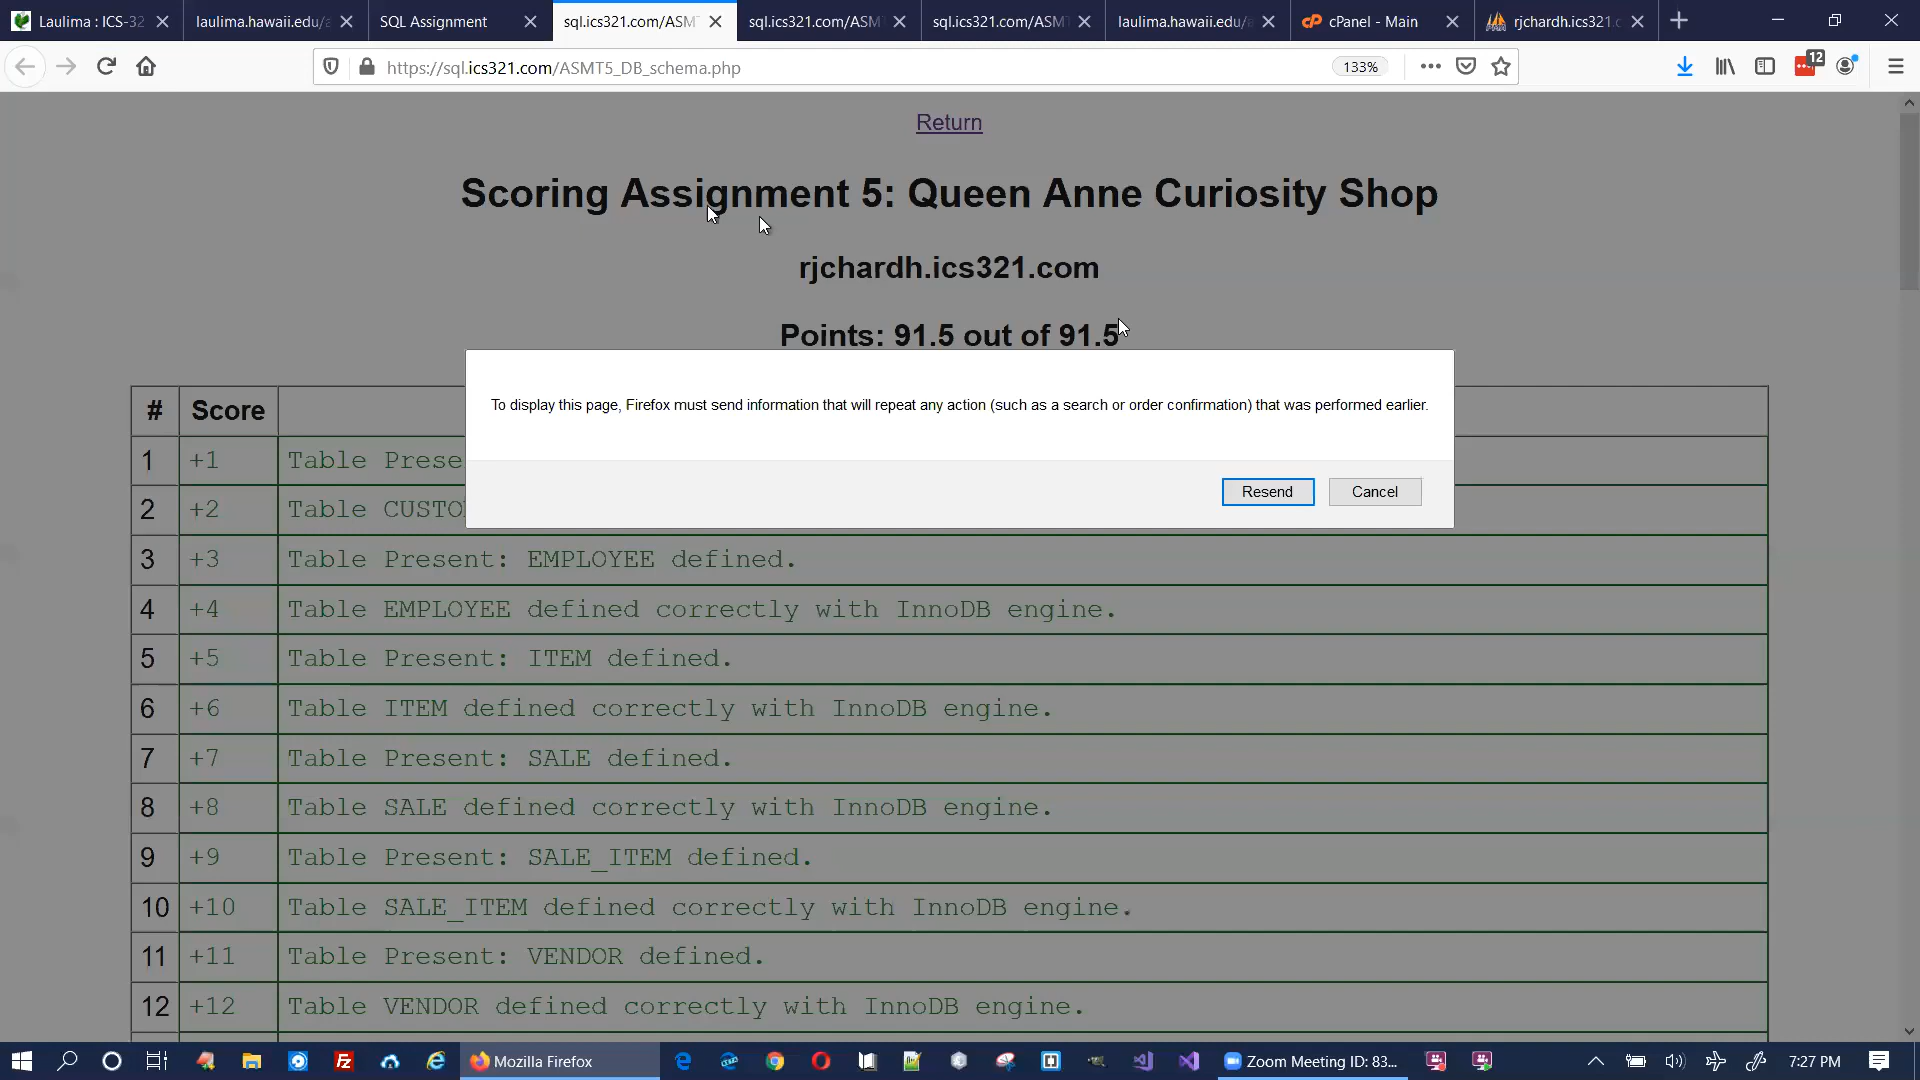 Laulima : ICS-32
laulima.hawaii.edu/a
SQL Assignment
sql.ics321.com/ASMT
sql.ics321.com/ASMT
sql.ics321.com/ASMT
laulima.hawaii.edu/a
cPanel - Main
rjchardh.ics321.c
https://sql.ics321.com/ASMT5_DB_schema.php
133%
12
Return
Scoring Assignment 5: Queen Anne Curiosity Shop
rjchardh.ics321.com
Points: 91.5 out of 91.5
To display this page, Firefox must send information that will repeat any action (such as a search or order confirmation) that was performed earlier.
Resend
Cancel
# Score
1 +1 Table Prese
2 +2 Table CUSTO
3 +3 Table Present: EMPLOYEE defined.
4 +4 Table EMPLOYEE defined correctly with InnoDB engine.
5 +5 Table Present: ITEM defined.
6 +6 Table ITEM defined correctly with InnoDB engine.
7 +7 Table Present: SALE defined.
8 +8 Table SALE defined correctly with InnoDB engine.
9 +9 Table Present: SALE_ITEM defined.
10 +10 Table SALE_ITEM defined correctly with InnoDB engine.
11 +11 Table Present: VENDOR defined.
12 +12 Table VENDOR defined correctly with InnoDB engine.
Mozilla Firefox
Zoom Meeting ID: 83...
7:27 PM